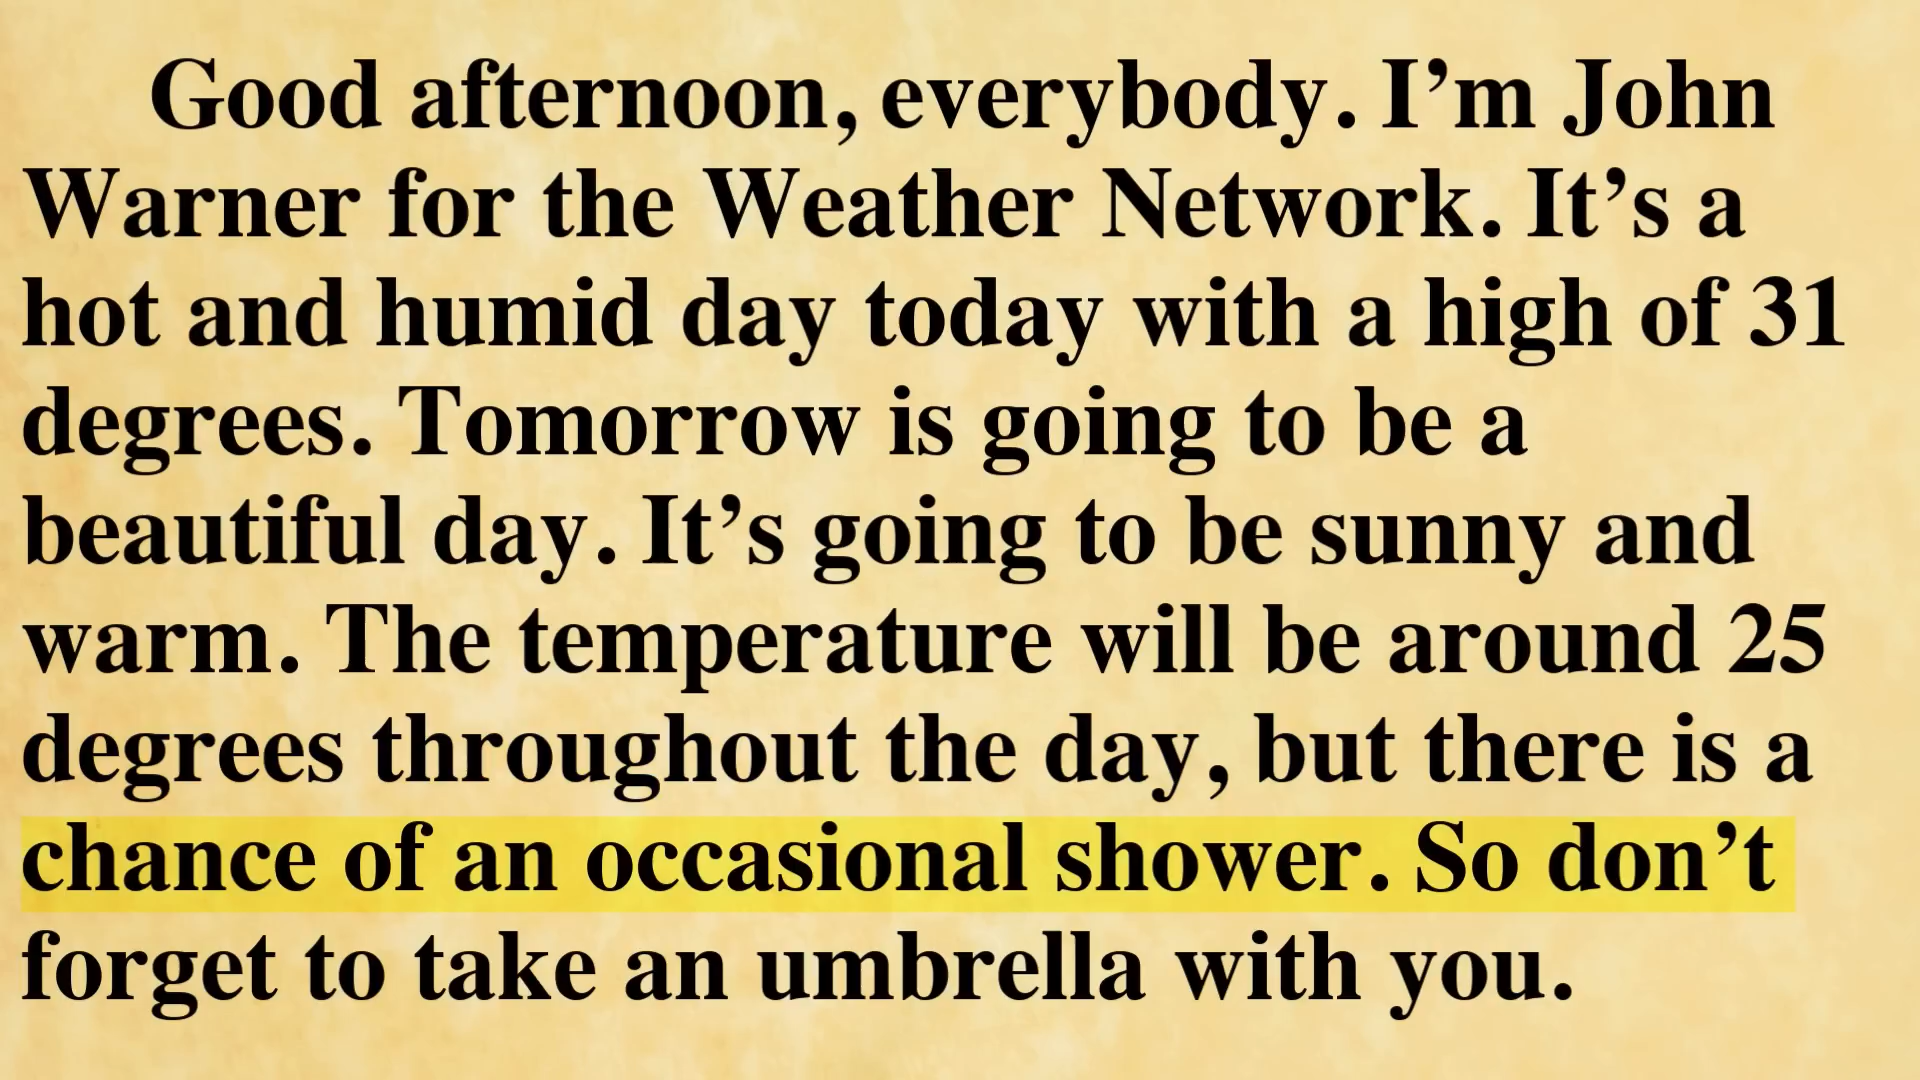 Good afternoon, everybody. I’m John
Warner for the Weather Network. It’s a
hot and humid day today with a high of 31
degrees. Tomorrow is going to be a
beautiful day. It’s going to be sunny and
warm. The temperature will be around 25
degrees throughout the day, but there is a
chance of an occasional shower. So don’t
forget to take an umbrella with you.